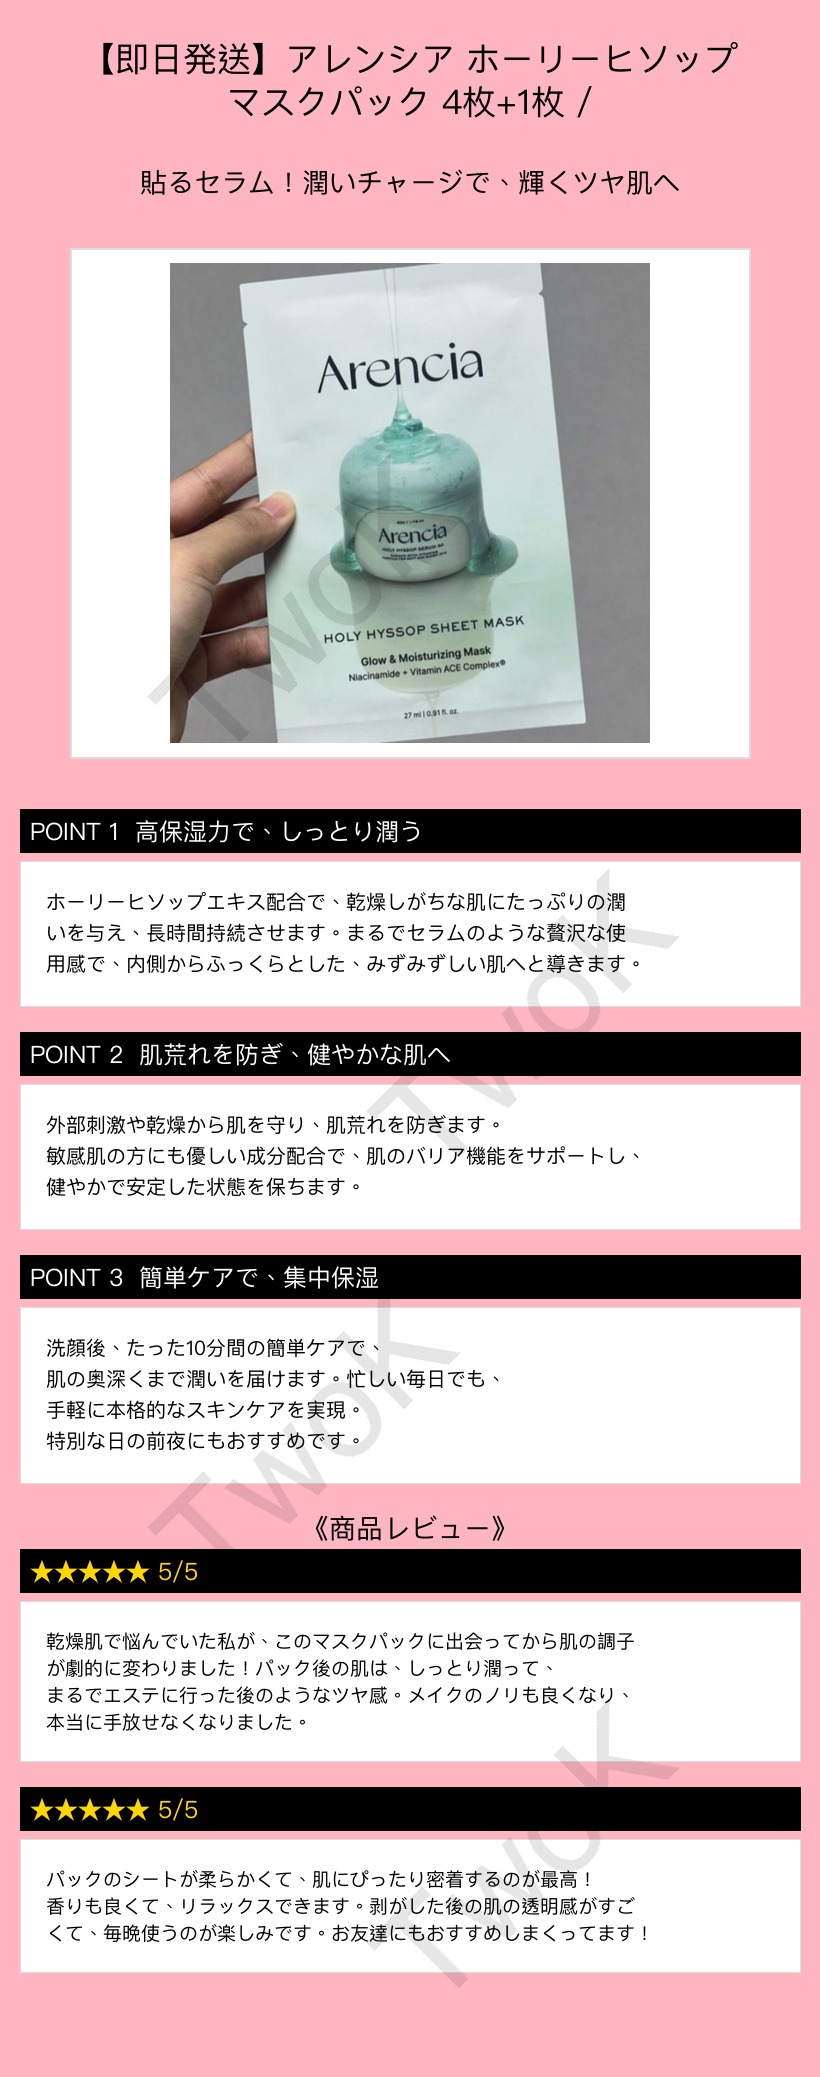 【即日発送】アレンシア ホーリーヒソップ
マスクパック 4枚+1枚 /
貼るセラム！潤いチャージで、輝くツヤ肌へ
Arencia
Arencia
HOLY HYSSOP SERUM 30
HOLY HYSSOP SHEET MASK
Glow & Moisturizing Mask
Niacinamide + Vitamin ACE Complex®
27 ml | 0.91 fl. oz.
TwoK
POINT 1 高保湿力で、しっとり潤う
ホーリーヒソップエキス配合で、乾燥しがちな肌にたっぷりの潤
いを与え、長時間持続させます。まるでセラムのような贅沢な使
用感で、内側からふっくらとした、みずみずしい肌へと導きます。
TwoK
POINT 2 肌荒れを防ぎ、健やかな肌へ
外部刺激や乾燥から肌を守り、肌荒れを防ぎます。
敏感肌の方にも優しい成分配合で、肌のバリア機能をサポートし、
健やかで安定した状態を保ちます。
POINT 3 簡単ケアで、集中保湿
洗顔後、たった10分間の簡単ケアで、
肌の奥深くまで潤いを届けます。忙しい毎日でも、
手軽に本格的なスキンケアを実現。
特別な日の前夜にもおすすめです。
TwoK
《商品レビュー》
★★★★★ 5/5
乾燥肌で悩んでいた私が、このマスクパックに出会ってから肌の調子
が劇的に変わりました！パック後の肌は、しっとり潤って、
まるでエステに行った後のようなツヤ感。メイクのノリも良くなり、
本当に手放せなくなりました。
★★★★★ 5/5
パックのシートが柔らかくて、肌にぴったり密着するのが最高！
香りも良くて、リラックスできます。剥がした後の肌の透明感がすご
くて、毎晩使うのが楽しみです。お友達にもおすすめしまくってます！
TwoK